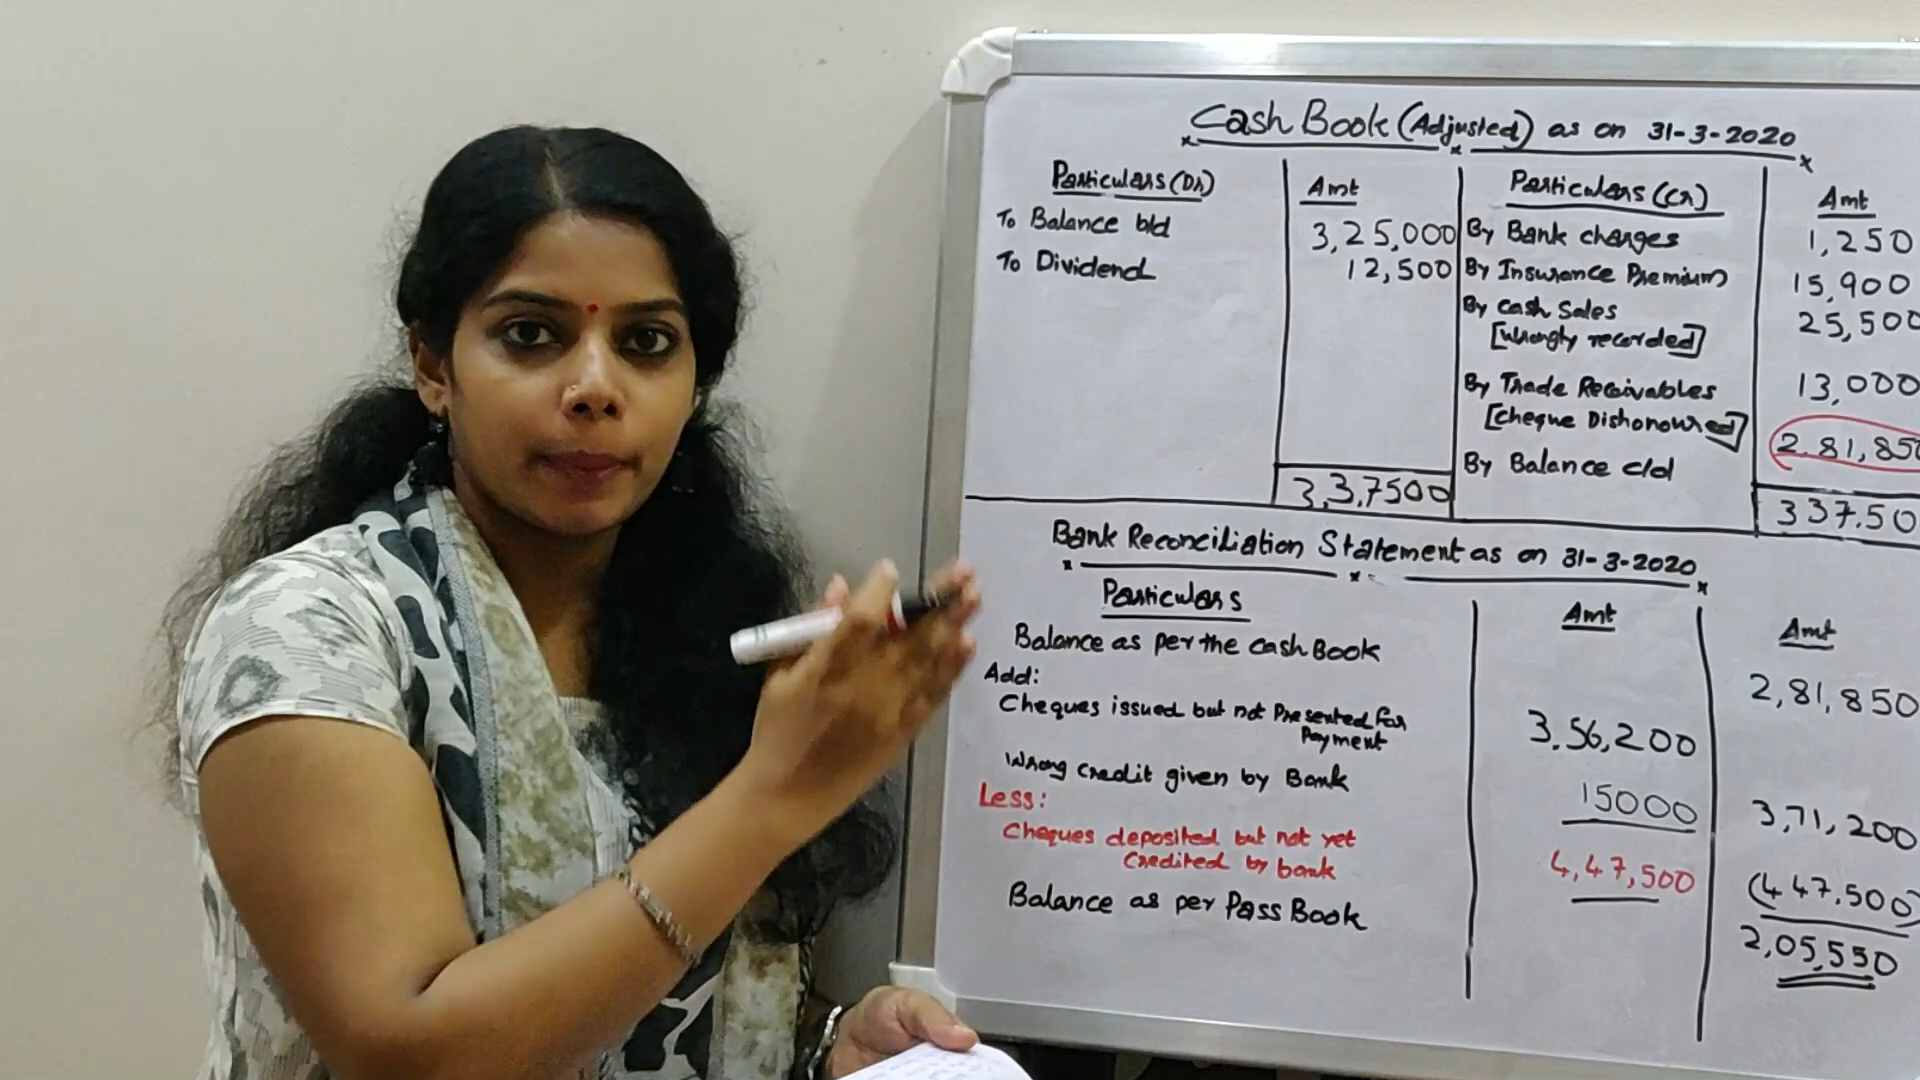 Cash Book (Adjusted) as on 31-3-2020
Particulars (Dr) Amt Particulars (Cr) Amt
To Balance b/d 3,25,000 By Bank charges 1,250
To Dividend 12,500 By Insurance Premium 15,900
By Cash Sales 25,500
[Wrongly recorded]
By Trade Receivables 13,000
[cheque Dishonoured]
By Balance c/d 2.81,850
3,3,7500 337.50
Bank Reconciliation Statement as on 31-3-2020
Particulars Amt Amt
Balance as per the Cash Book 2,81,850
Add:
Cheques issued but not Presented for
Payment 3,56,200
Wrong Credit given by Bank 15000 3,71,200
Less:
Cheques deposited but not yet
Credited by bank 4,47,500 (447,500)
Balance as per Pass Book 2,05,550